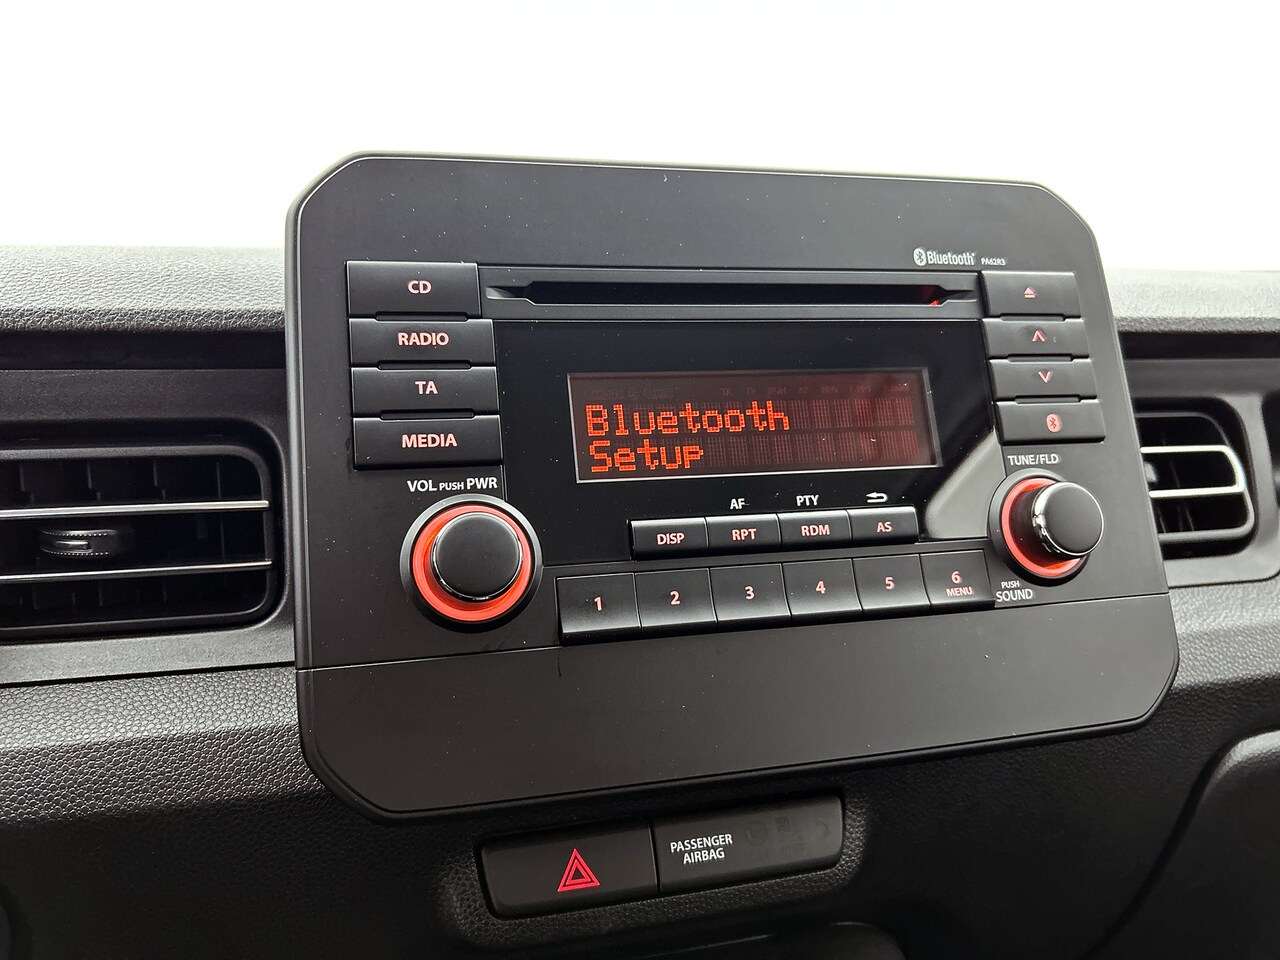 Bluetooth PA62R3
CD
RADIO
TA
MEDIA
Bluetooth
Setup
VOL PUSH PWR
TUNE/FLD
AF PTY
DISP RPT RDM AS
1 2 3 4 5 6
MENU
PUSH
SOUND
PASSENGER
AIRBAG